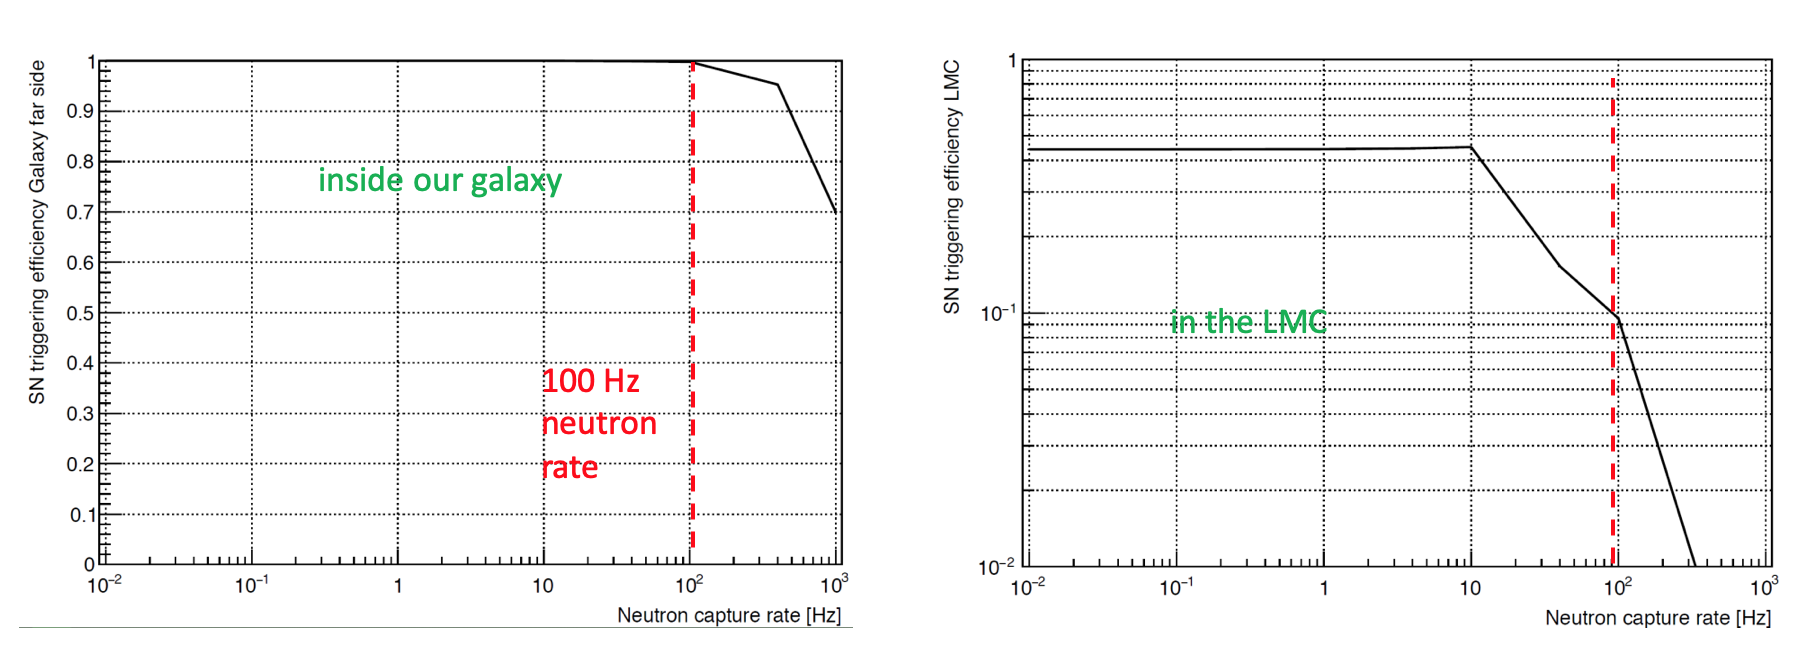 SN triggering efficiency Galaxy far side
1
0.9
0.8
0.7
0.6
0.5
0.4
0.3
0.2
0.1
0
inside our galaxy
100 Hz
neutron
rate
10⁻² 10⁻¹ 1 10 10² 10³
Neutron capture rate [Hz]
SN triggering efficiency LMC
1
10⁻¹
10⁻²
in the LMC
10⁻² 10⁻¹ 1 10 10² 10³
Neutron capture rate [Hz]